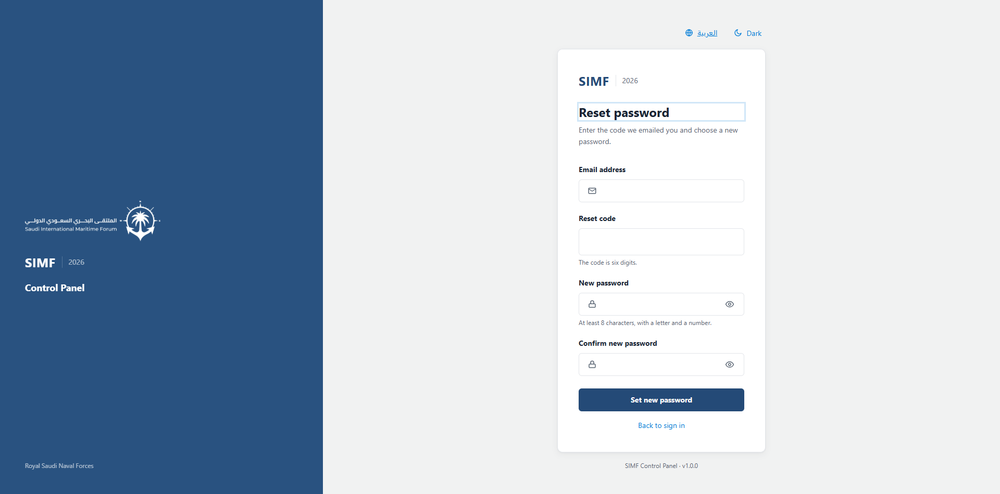 الملتقى البحري السعودي الدولي
Saudi International Maritime Forum
SIMF
2026
Control Panel
Royal Saudi Naval Forces
العربية
Dark
SIMF
2026
Reset password
Enter the code we emailed you and choose a new
password.
Email address
Reset code
The code is six digits.
New password
At least 8 characters, with a letter and a number.
Confirm new password
Set new password
Back to sign in
SIMF Control Panel · v1.0.0